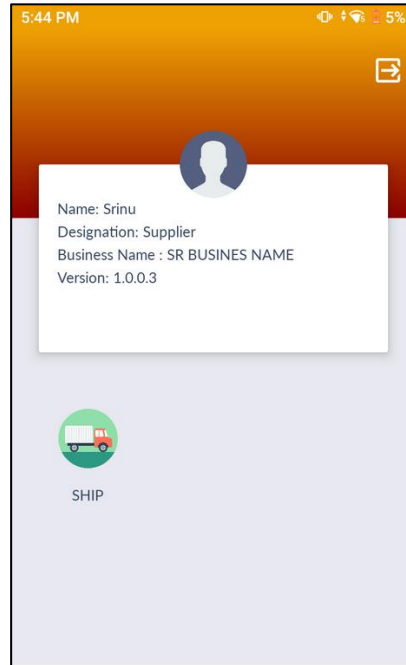 5:44 PM
5%
Name: Srinu
Designation: Supplier
Business Name : SR BUSINES NAME
Version: 1.0.0.3
SHIP